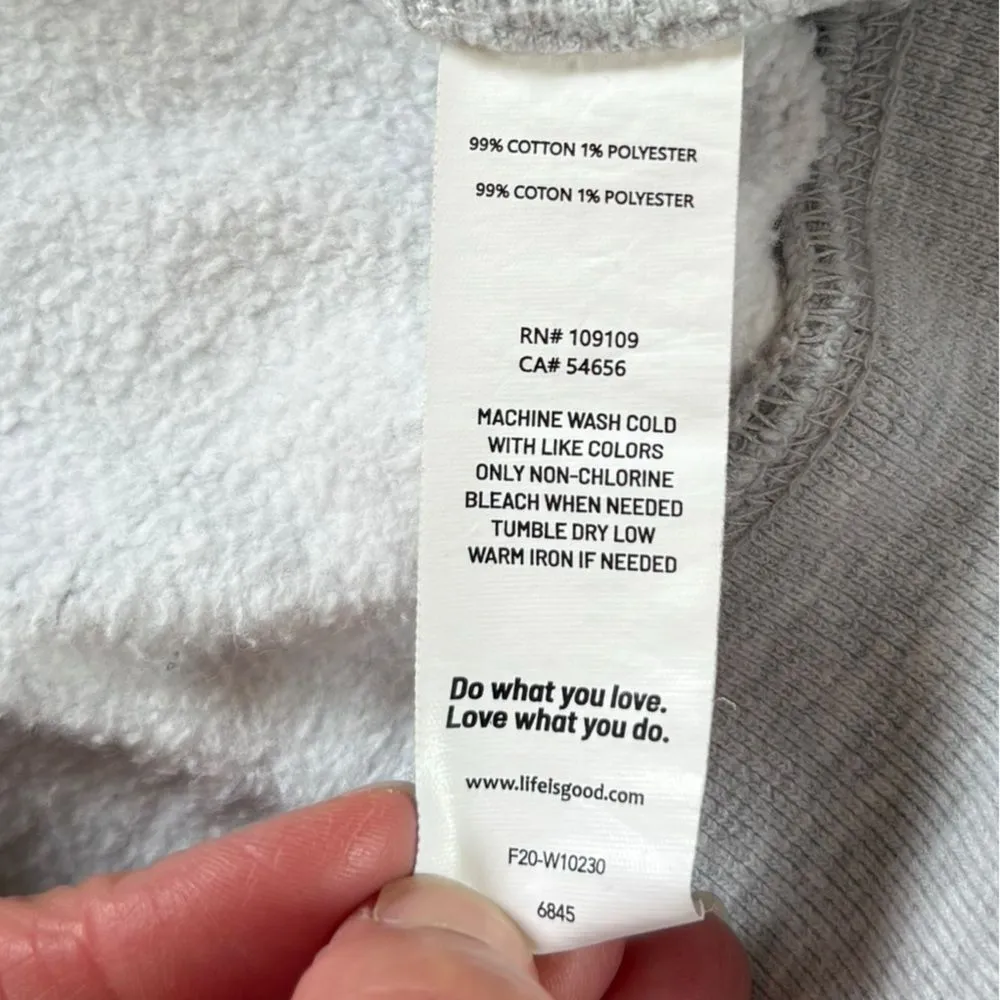 99% COTTON 1% POLYESTER
99% COTON 1% POLYESTER
RN# 109109
CA# 54656
MACHINE WASH COLD
WITH LIKE COLORS
ONLY NON-CHLORINE
BLEACH WHEN NEEDED
TUMBLE DRY LOW
WARM IRON IF NEEDED
Do what you love.
Love what you do.
www.lifeisgood.com
F20-W10230
6845